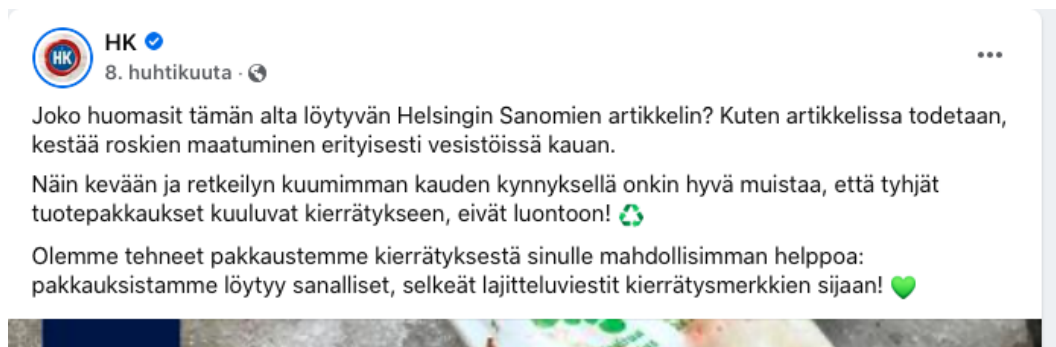 HK
HK
8. huhtikuuta ·
Joko huomasit tämän alta löytyvän Helsingin Sanomien artikkelin? Kuten artikkelissa todetaan,
kestää roskien maatuminen erityisesti vesistöissä kauan.
Näin kevään ja retkeilyn kuumimman kauden kynnyksellä onkin hyvä muistaa, että tyhjät
tuotepakkaukset kuuluvat kierrätykseen, eivät luontoon! ♻️
Olemme tehneet pakkaustemme kierrätyksestä sinulle mahdollisimman helppoa:
pakkauksistamme löytyy sanalliset, selkeät lajitteluviestit kierrätysmerkkien sijaan! 💚